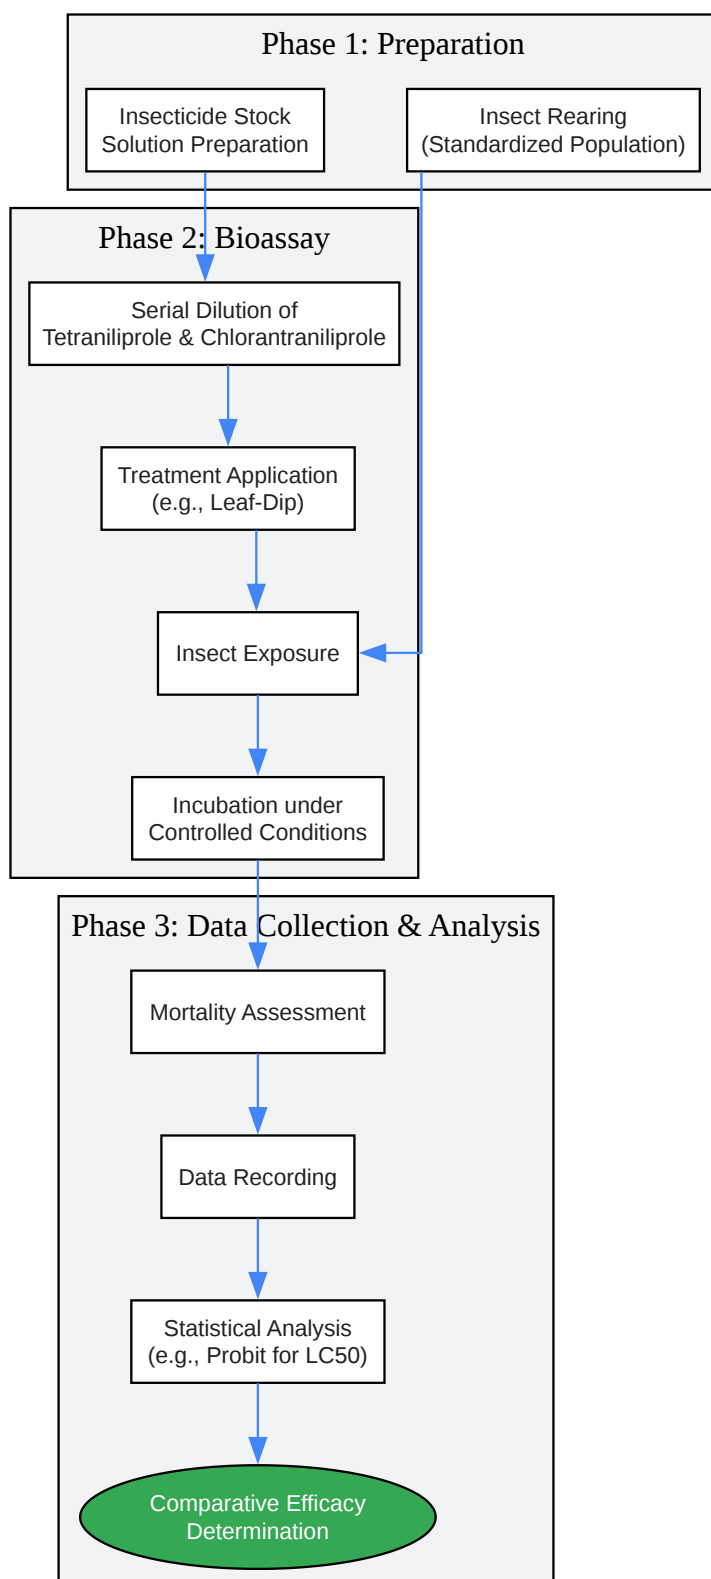 Phase 1: Preparation
Insecticide Stock
Solution Preparation
Insect Rearing
(Standardized Population)
Phase 2: Bioassay
Serial Dilution of
Tetraniliprole & Chlorantraniliprole
Treatment Application
(e.g., Leaf-Dip)
Insect Exposure
Incubation under
Controlled Conditions
Phase 3: Data Collection & Analysis
Mortality Assessment
Data Recording
Statistical Analysis
(e.g., Probit for LC50)
Comparative Efficacy
Determination